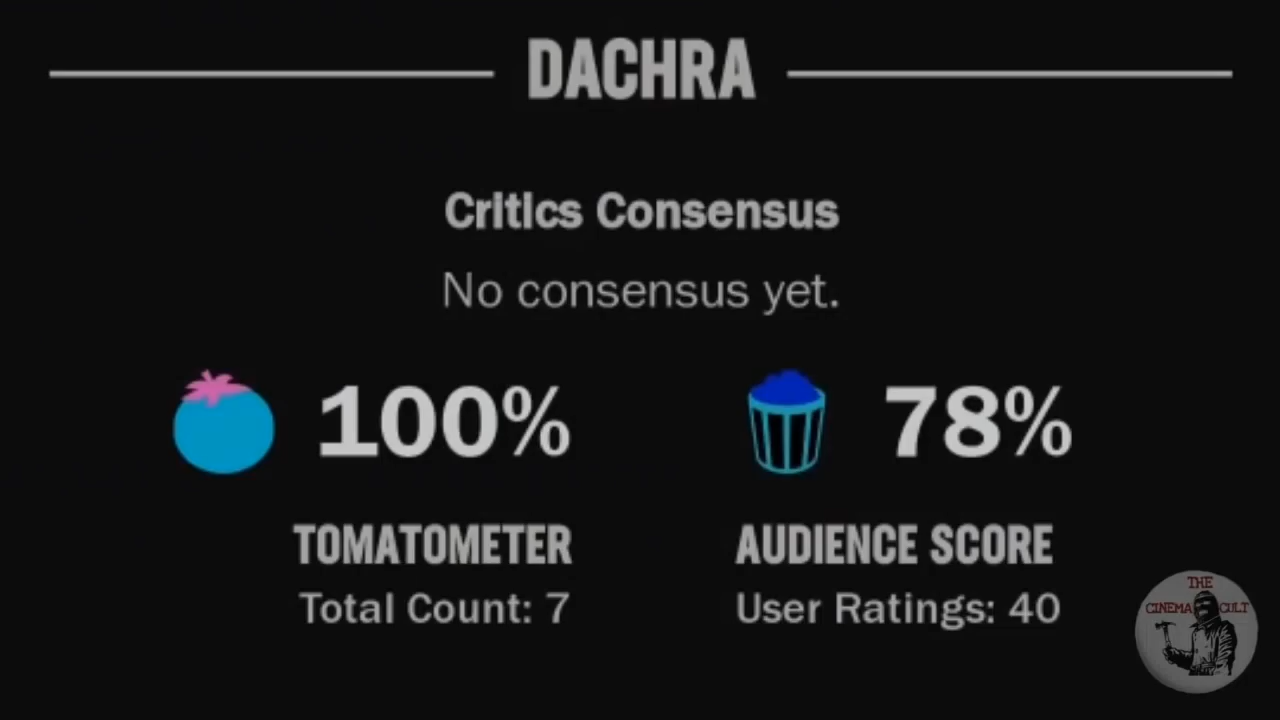 DACHRA
Critics Consensus
No consensus yet.
100%
78%
TOMATOMETER
AUDIENCE SCORE
Total Count: 7
User Ratings: 40
THE
CINEMA CULT